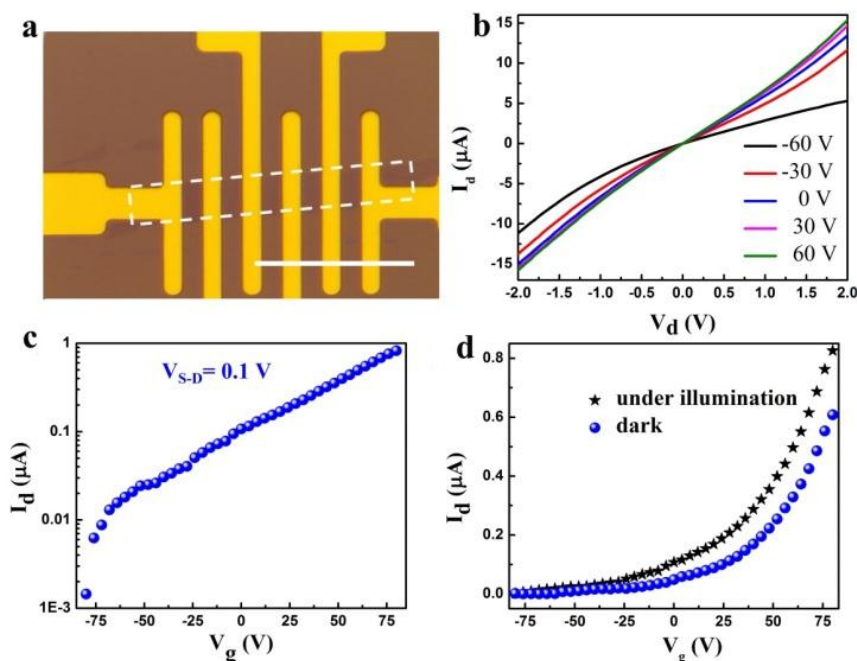 a
b
I_d (μA)
15
10
5
0
-5
-10
-15
-60 V
-30 V
0 V
30 V
60 V
-2.0 -1.5 -1.0 -0.5 0.0 0.5 1.0 1.5 2.0
V_d (V)
c
I_d (μA)
1
0.1
0.01
1E-3
V_S-D= 0.1 V
-75 -50 -25 0 25 50 75
V_g (V)
d
I_d (μA)
0.8
0.6
0.4
0.2
0.0
under illumination
dark
-75 -50 -25 0 25 50 75
V_g (V)